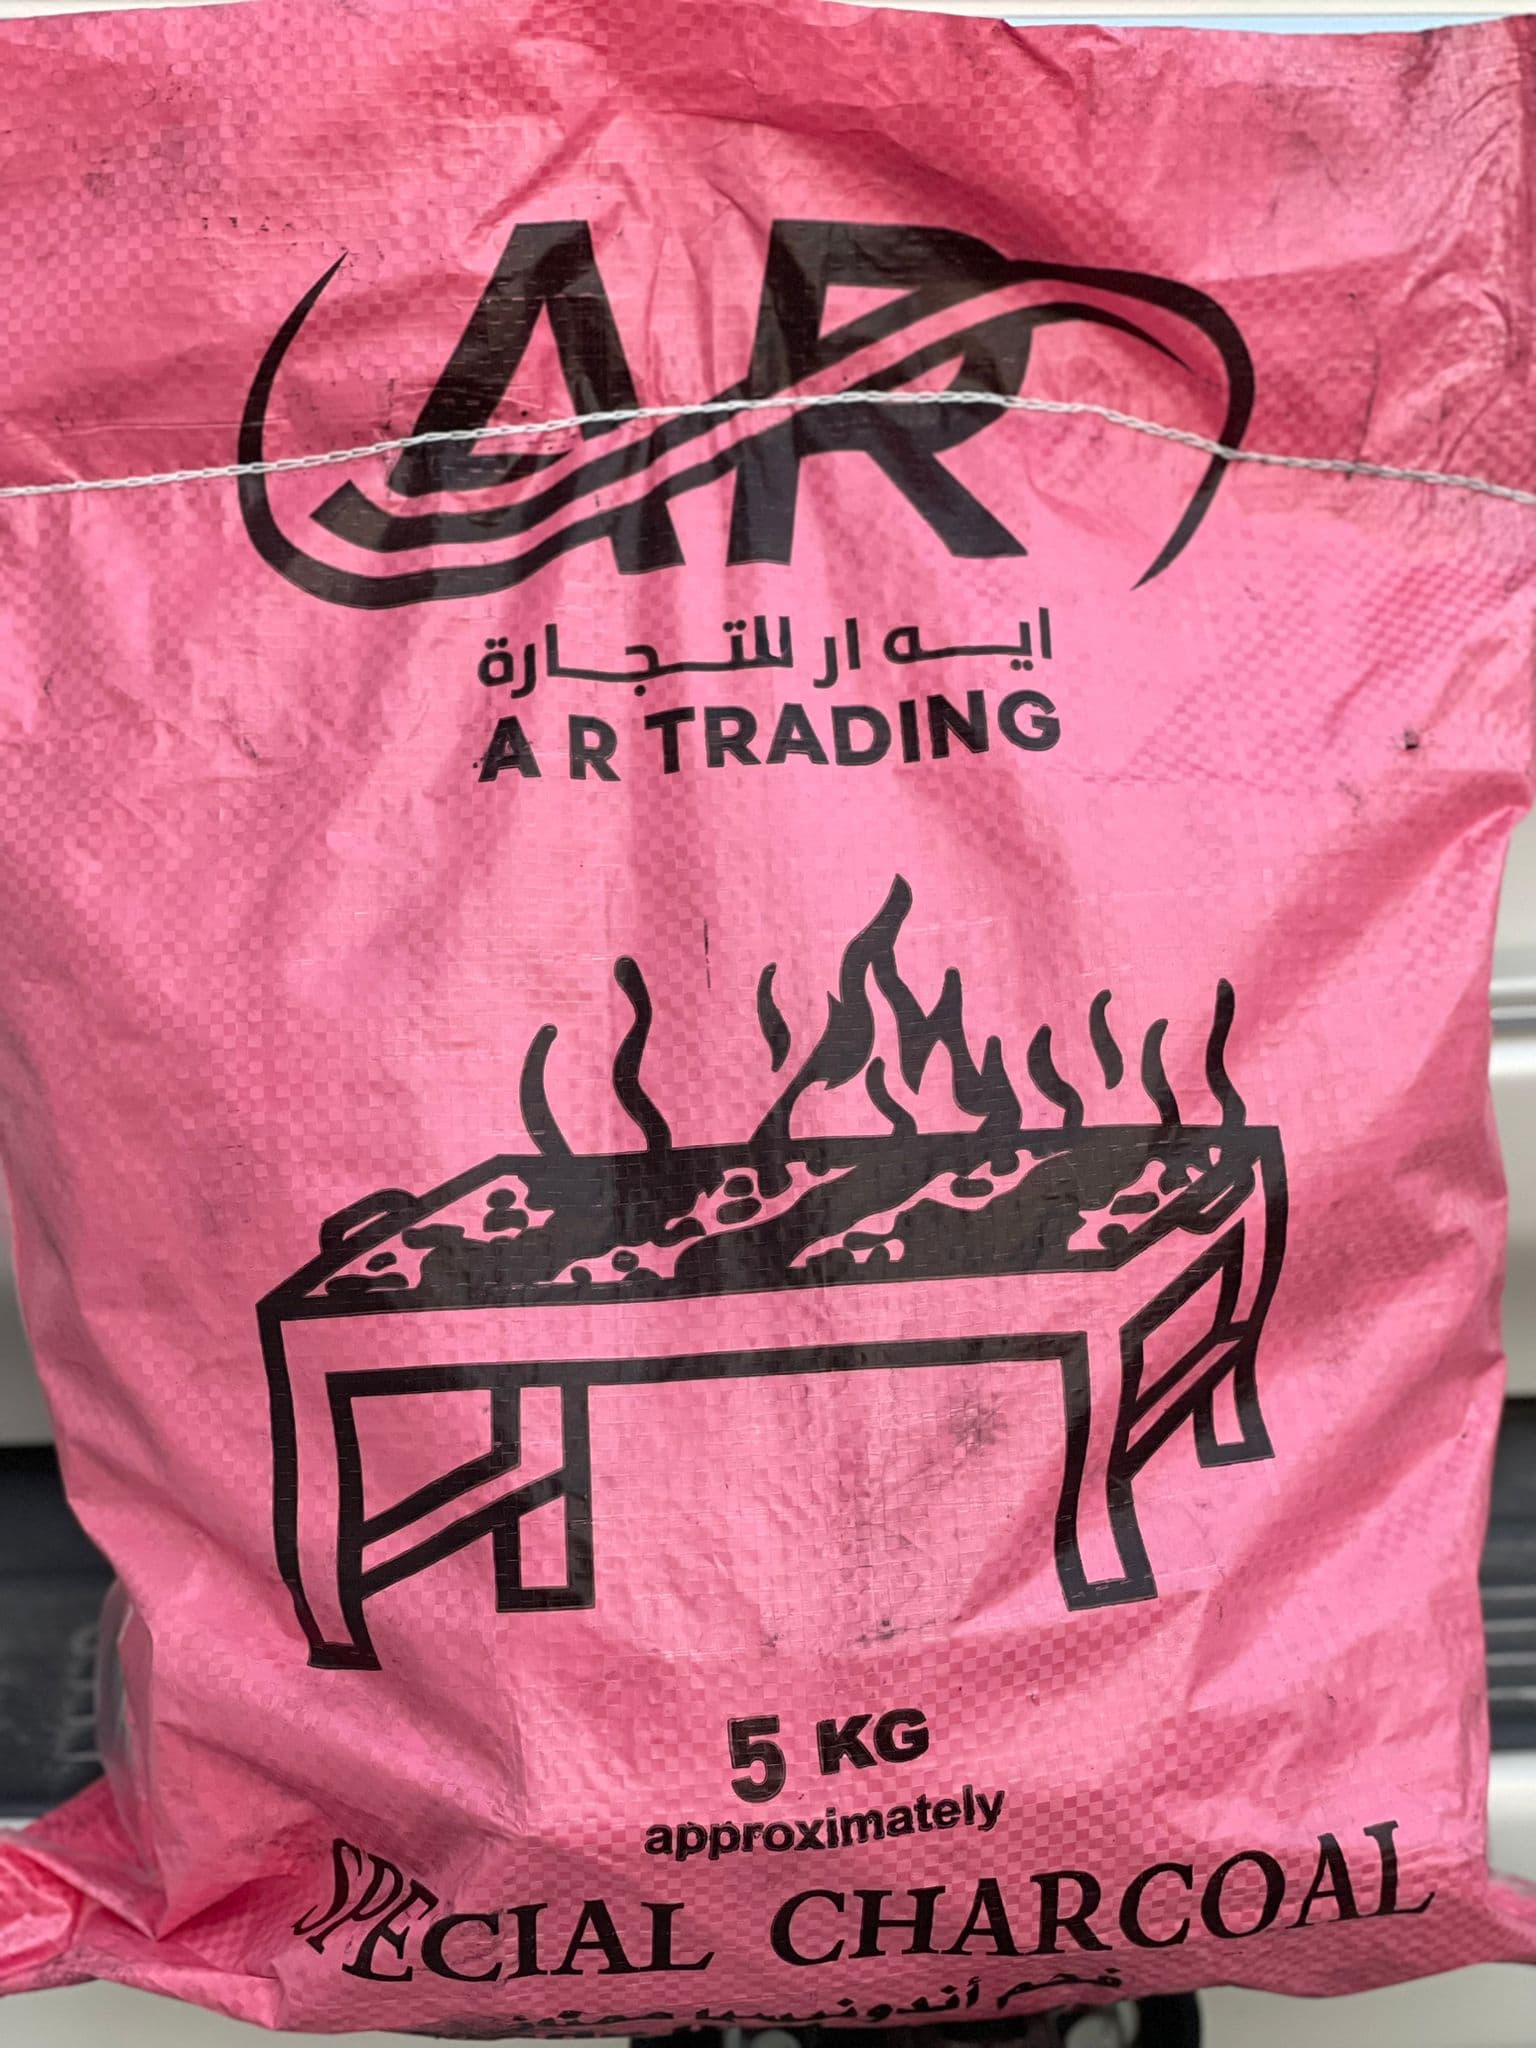 AR
ايه ار للتجارة
A R TRADING
5 KG
approximately
SPECIAL CHARCOAL
فحم أندونيسيا